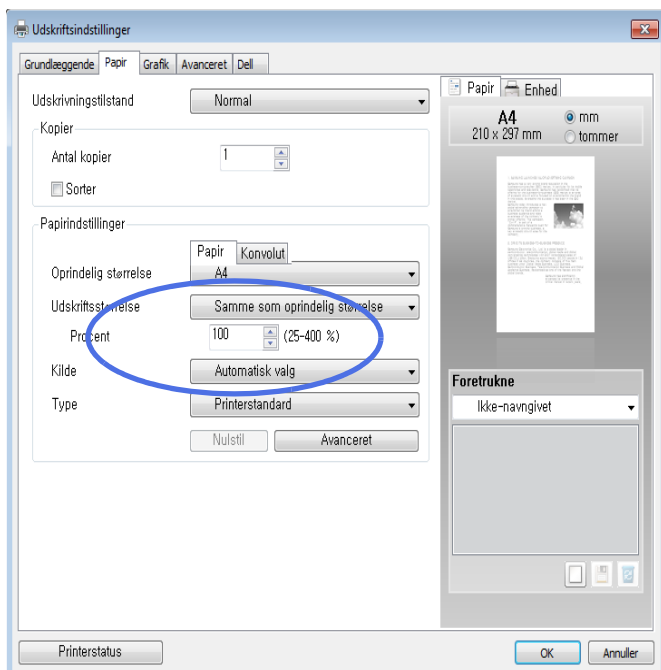 Udskriftsindstillinger
Grundlæggende Papir Grafik Avanceret Dell
Udskrivningstilstand Normal
Kopier
Antal kopier 1
Sorter
Papirindstillinger
Papir Konvolut
Oprindelig størrelse A4
Udskriftsstørrelse Samme som oprindelig størrelse
Procent 100 (25-400 %)
Kilde Automatisk valg
Type Printerstandard
Nulstil Avanceret
Papir Enhed
A4 mm
210 x 297 mm tommer
Foretrukne
Ikke-navngivet
Printerstatus OK Annuller